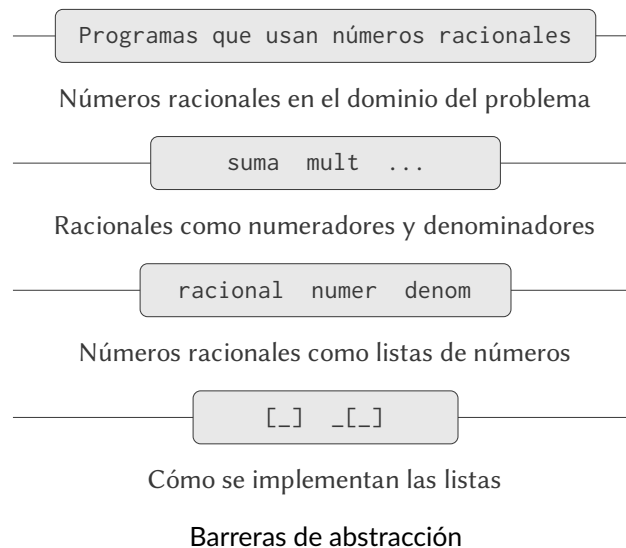 Programas que usan números racionales
Números racionales en el dominio del problema
suma mult ...
Racionales como numeradores y denominadores
racional numer denom
Números racionales como listas de números
[_] _[_]
Cómo se implementan las listas
Barreras de abstracción